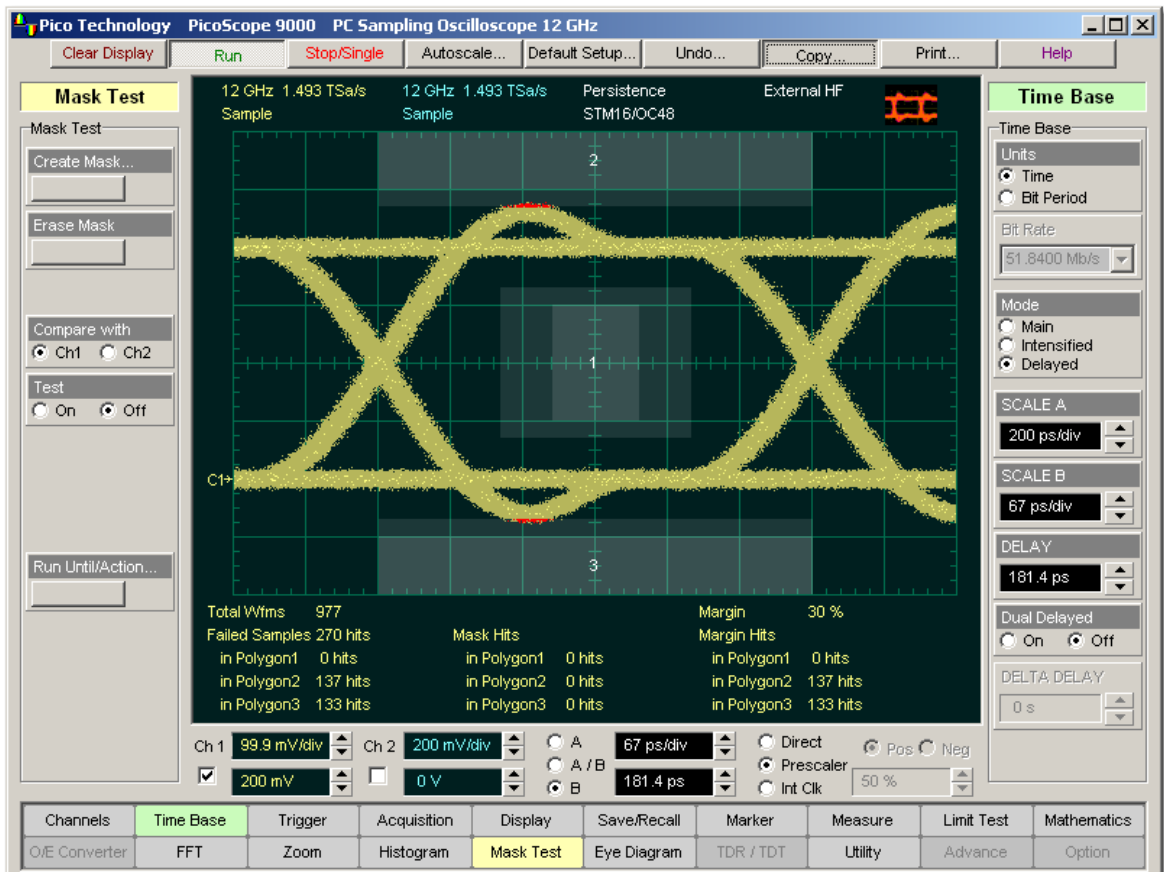 Pico Technology PicoScope 9000 PC Sampling Oscilloscope 12 GHz
Clear Display Run Stop/Single Autoscale... Default Setup... Undo... Copy... Print... Help
Mask Test
Mask Test
Create Mask...
Erase Mask
Compare with
Ch1 Ch2
Test
On Off
Run Until/Action...
12 GHz 1.493 TSa/s 12 GHz 1.493 TSa/s Persistence External HF
Sample Sample STM16/OC48
2
1
C1
3
Total Wfms 977 Margin 30 %
Failed Samples 270 hits Mask Hits Margin Hits
in Polygon1 0 hits in Polygon1 0 hits in Polygon1 0 hits
in Polygon2 137 hits in Polygon2 0 hits in Polygon2 137 hits
in Polygon3 133 hits in Polygon3 0 hits in Polygon3 133 hits
Time Base
Time Base
Units
Time
Bit Period
Bit Rate
51.8400 Mb/s
Mode
Main
Intensified
Delayed
SCALE A
200 ps/div
SCALE B
67 ps/div
DELAY
181.4 ps
Dual Delayed
On Off
DELTA DELAY
0 s
Ch 1 99.9 mV/div Ch 2 200 mV/div A 67 ps/div Direct Pos Neg
A / B Prescaler
200 mV 0 V B 181.4 ps Int Clk 50 %
Channels Time Base Trigger Acquisition Display Save/Recall Marker Measure Limit Test Mathematics
O/E Converter FFT Zoom Histogram Mask Test Eye Diagram TDR / TDT Utility Advance Option